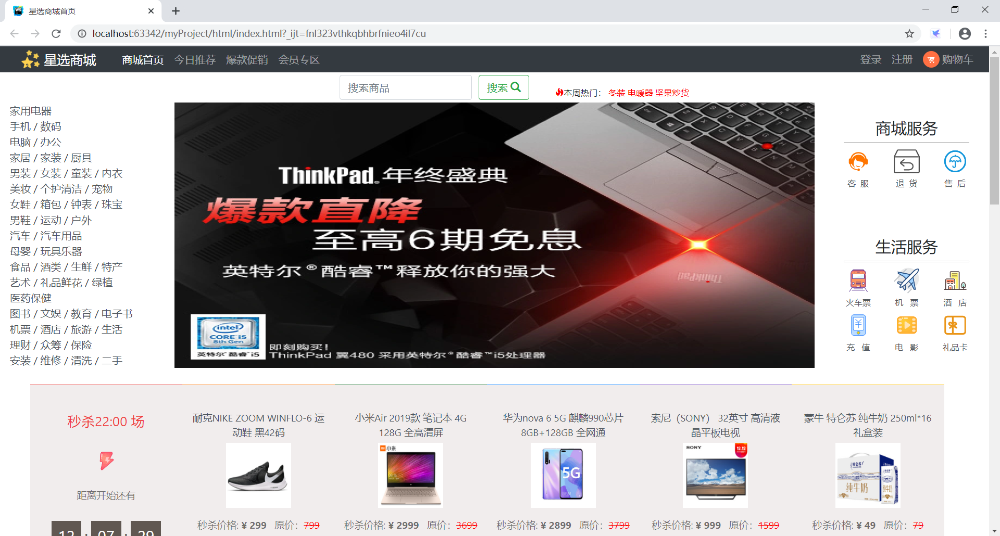 星选商城首页
localhost:63342/myProject/html/index.html?_ijt=fnl323vthkqbhbrfnieo4il7cu
星选商城 商城首页 今日推荐 爆款促销 会员专区 登录 注册 购物车
搜索商品 搜索 本周热门： 冬装 电暖器 坚果炒货
家用电器
手机 / 数码
电脑 / 办公
家居 / 家装 / 厨具
男装 / 女装 / 童装 / 内衣
美妆 / 个护清洁 / 宠物
女鞋 / 箱包 / 钟表 / 珠宝
男鞋 / 运动 / 户外
汽车 / 汽车用品
母婴 / 玩具乐器
食品 / 酒类 / 生鲜 / 特产
艺术 / 礼品鲜花 / 绿植
医药保健
图书 / 文娱 / 教育 / 电子书
机票 / 酒店 / 旅游 / 生活
理财 / 众筹 / 保险
安装 / 维修 / 清洗 / 二手
ThinkPad® 年终盛典
爆款直降
至高6期免息
英特尔®酷睿™释放你的强大
ThinkPad
intel
CORE i5
8th Gen
英特尔™酷睿™i5
即刻购买！
ThinkPad 翼480 采用英特尔®酷睿™i5处理器
商城服务
客 服 退 货 售 后
生活服务
火车票 机 票 酒 店
充 值 电 影 礼品卡
秒杀22:00 场
距离开始还有
12 : 07 : 29
耐克NIKE ZOOM WINFLO-6 运
动鞋 黑42码
秒杀价格: ¥ 299 原价：799
小米Air 2019款 笔记本 4G
128G 全高清屏
小米
秒杀价格: ¥ 2999 原价：3699
华为nova 6 5G 麒麟990芯片
8GB+128GB 全网通
5G
08:08
秒杀价格: ¥ 2899 原价：3799
索尼（SONY） 32英寸 高清液
晶平板电视
SONY
12.12
秒杀价格: ¥ 999 原价：1599
蒙牛 特仑苏 纯牛奶 250ml*16
礼盒装
特仑苏
纯牛奶
纯牛奶
秒杀价格: ¥ 49 原价：79